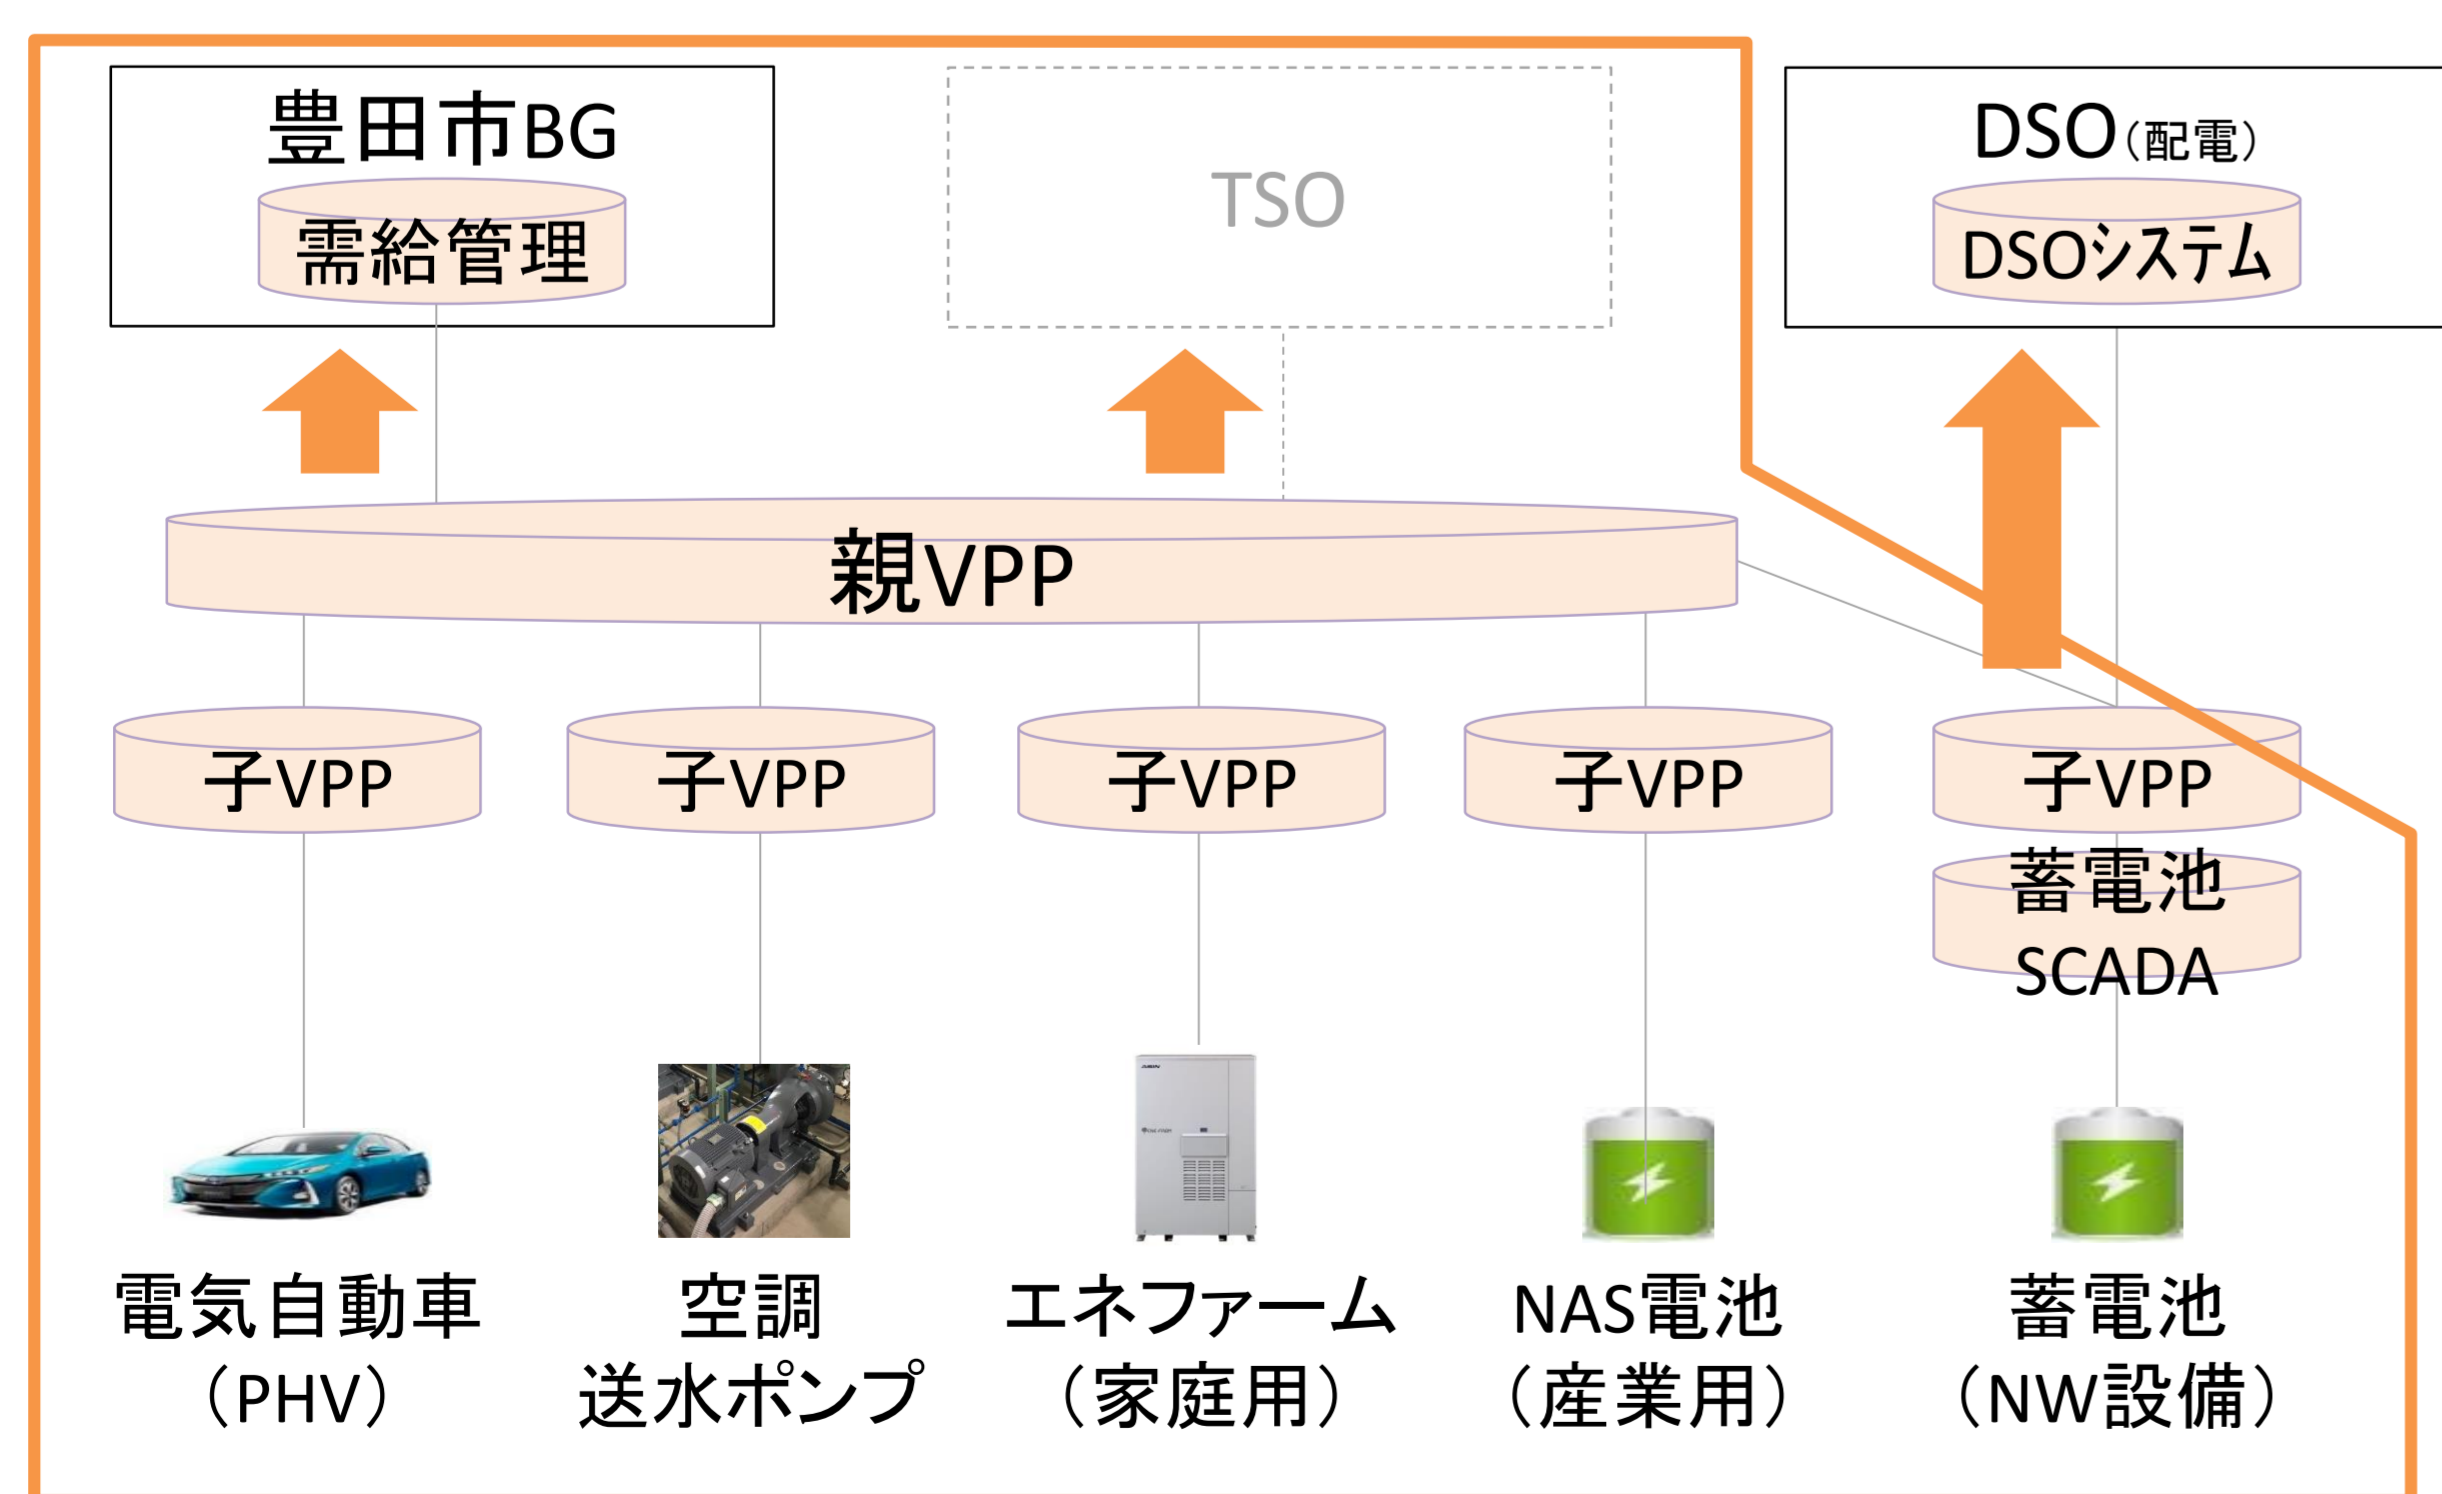 豊田市BG
需給管理
TSO
DSO（配電）
DSOシステム
親VPP
子VPP
子VPP
子VPP
子VPP
子VPP
蓄電池
SCADA
AISIN
電気自動車
（PHV）
空調
送水ポンプ
エネファーム
（家庭用）
NAS電池
（産業用）
蓄電池
（NW設備）